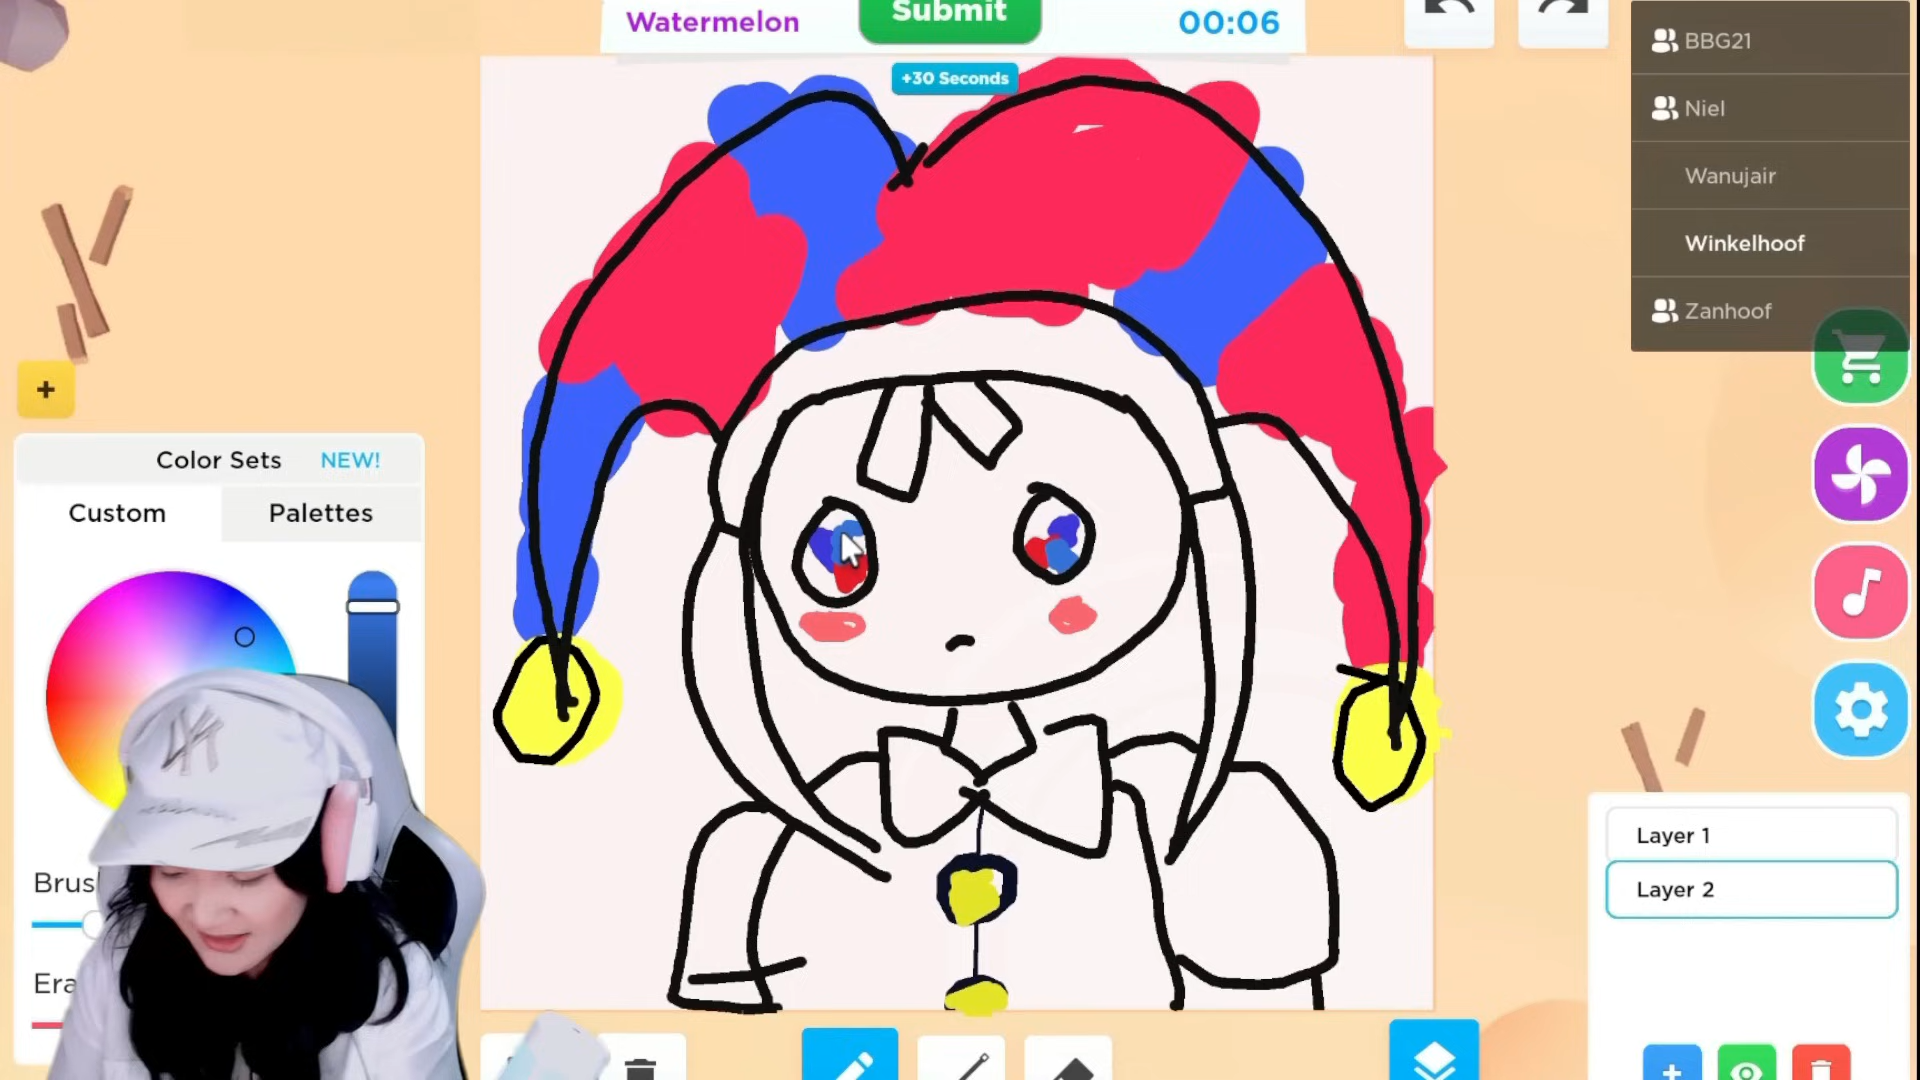 Watermelon
Submit
00:06
+30 Seconds
BBG21
Niel
Wanujair
Winkelhoof
Zanhoof
+
Color Sets
NEW!
Custom
Palettes
Layer 1
Layer 2